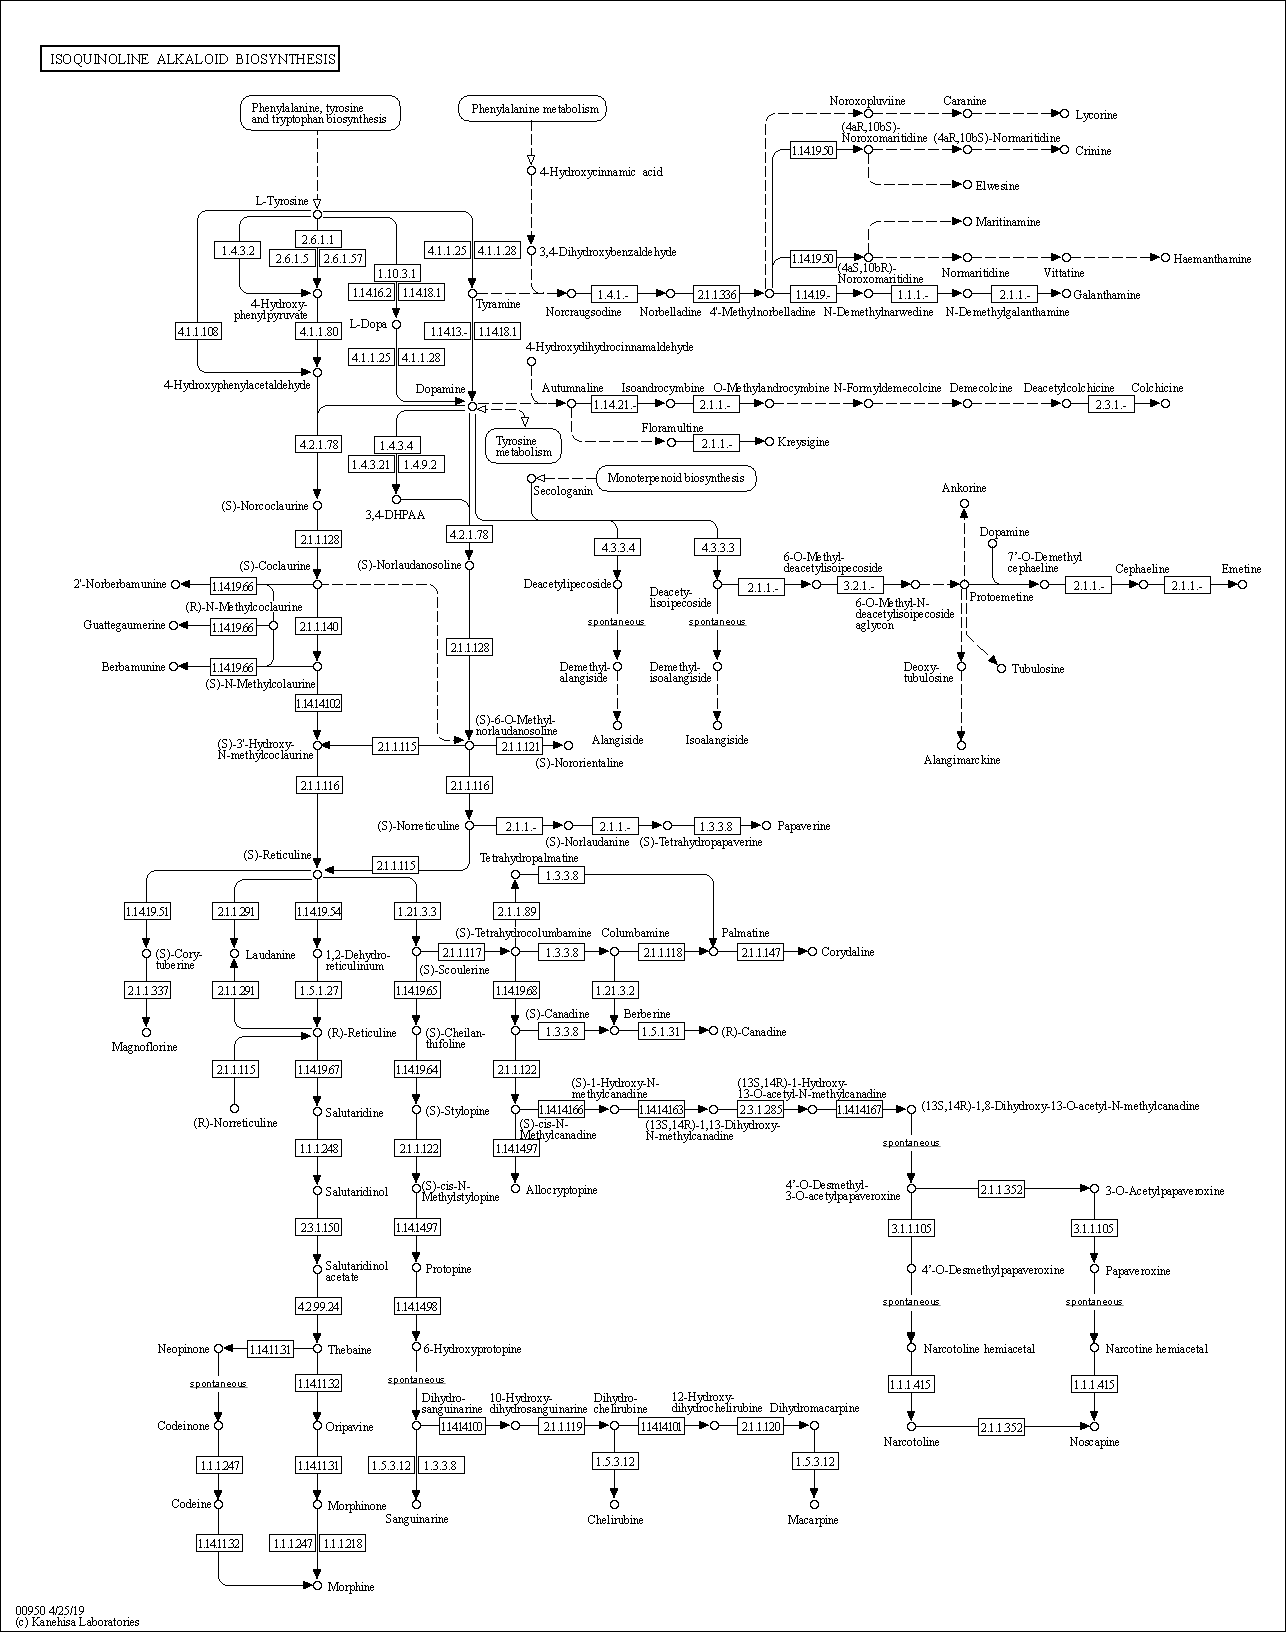 ISOQUINOLINE ALKALOID BIOSYNTHESIS
Phenylalanine, tyrosine
and tryptophan biosynthesis
Phenylalanine metabolism
4-Hydroxycinnamic acid
Noroxopluviine
Caranine
Lycorine
(4aR,10bS)-
Noroxomaritidine
(4aR,10bS)-Normaritidine
1.14.19.50
Crinine
Elwesine
L-Tyrosine
Maritinamine
1.4.3.2
2.6.1.1
2.6.1.5
2.6.1.57
4.1.1.25
4.1.1.28
3,4-Dihydroxybenzaldehyde
1.14.19.50
Haemanthamine
(4aS,10bR)-
Noroxomaritidine
Normaritidine
Vittatine
1.10.3.1
1.14.16.2
1.14.18.1
4-Hydroxy-
phenylpyruvate
Tyramine
1.4.1.-
2.1.1.336
1.14.19.-
1.1.1.-
2.1.1.-
Galanthamine
Norcraugsodine
Norbelladine
4'-Methylnorbelladine
N-Demethylnarwedine
N-Demethylgalanthamine
L-Dopa
4.1.1.108
4.1.1.80
1.14.13.-
1.14.18.1
4.1.1.25
4.1.1.28
4-Hydroxydihydrocinnamaldehyde
4-Hydroxyphenylacetaldehyde
Dopamine
Autumnaline
Isoandrocymbine
O-Methylandrocymbine
N-Formyldemecolcine
Demecolcine
Deacetylcolchicine
Colchicine
1.14.21.-
2.1.1.-
2.3.1.-
Floramultine
2.1.1.-
Kreysigine
4.2.1.78
1.4.3.4
1.4.3.21
1.4.9.2
Tyrosine
metabolism
Monoterpenoid biosynthesis
Secologanin
(S)-Norcoclaurine
3,4-DHPAA
Ankorine
2.1.1.128
4.2.1.78
4.3.3.4
4.3.3.3
Dopamine
6-O-Methyl-
deacetylisoipecoside
7'-O-Demethyl
cephaeline
(S)-Coclaurine
(S)-Norlaudanosoline
Cephaeline
Emetine
2'-Norberbamunine
1.14.19.66
Deacetylipecoside
Deacety-
lisoipecoside
2.1.1.-
3.2.1.-
2.1.1.-
2.1.1.-
Protoemetine
6-O-Methyl-N-
deacetylisoipecoside
aglycon
(R)-N-Methylcoclaurine
Guattegaumerine
1.14.19.66
2.1.1.140
spontaneous
spontaneous
2.1.1.128
Berbamunine
1.14.19.66
(S)-N-Methylcolaurine
Demethyl-
alangiside
Demethyl-
isoalangiside
Deoxy-
tubulosine
Tubulosine
1.14.14.102
(S)-6-O-Methyl-
norlaudanosoline
(S)-3'-Hydroxy-
N-methylcoclaurine
2.1.1.115
2.1.1.121
Alangiside
Isoalangiside
(S)-Nororientaline
Alangimarckine
2.1.1.116
2.1.1.116
(S)-Norreticuline
2.1.1.-
2.1.1.-
1.3.3.8
Papaverine
(S)-Norlaudanine
(S)-Tetrahydropapaverine
(S)-Reticuline
2.1.1.115
Tetrahydropalmatine
1.3.3.8
1.14.19.51
2.1.1.291
1.14.19.54
1.21.3.3
2.1.1.89
(S)-Tetrahydrocolumbamine
Columbamine
Palmatine
(S)-Cory-
tuberine
Laudanine
1,2-Dehydro-
reticulinium
2.1.1.117
1.3.3.8
2.1.1.118
2.1.1.147
Corydaline
(S)-Scoulerine
2.1.1.337
2.1.1.291
1.5.1.27
1.14.19.65
1.14.19.68
1.21.3.2
(S)-Canadine
Berberine
Magnoflorine
(R)-Reticuline
(S)-Cheilan-
thifoline
1.3.3.8
1.5.1.31
(R)-Canadine
2.1.1.115
1.14.19.67
1.14.19.64
2.1.1.122
(S)-1-Hydroxy-N-
methylcanadine
(13S,14R)-1-Hydroxy-
13-O-acetyl-N-methylcanadine
(R)-Norreticuline
Salutaridine
(S)-Stylopine
1.14.14.166
1.14.14.163
2.3.1.285
1.14.14.167
(13S,14R)-1,8-Dihydroxy-13-O-acetyl-N-methylcanadine
(S)-cis-N-
Methylcanadine
(13S,14R)-1,13-Dihydroxy-
N-methylcanadine
1.1.1.248
2.1.1.122
1.14.14.97
spontaneous
Salutaridinol
(S)-cis-N-
Methylstylopine
Allocryptopine
4'-O-Desmethyl-
3-O-acetylpapaveroxine
2.1.1.352
3-O-Acetylpapaveroxine
2.3.1.150
1.14.14.97
3.1.1.105
3.1.1.105
Salutaridinol
acetate
Protopine
4'-O-Desmethylpapaveroxine
Papaveroxine
4.2.99.24
1.14.14.98
spontaneous
spontaneous
Neopinone
1.14.11.31
Thebaine
6-Hydroxyprotopine
Narcotoline hemiacetal
Narcotine hemiacetal
spontaneous
1.14.11.32
spontaneous
1.1.1.415
1.1.1.415
Dihydro-
sanguinarine
10-Hydroxy-
dihydrosanguinarine
Dihydro-
chelirubine
12-Hydroxy-
dihydrochelirubine
Dihydromacarpine
Codeinone
Oripavine
1.14.14.100
2.1.1.119
1.14.14.101
2.1.1.120
2.1.1.352
Narcotoline
Noscapine
1.1.1.247
1.14.11.31
1.5.3.12
1.3.3.8
1.5.3.12
1.5.3.12
Codeine
Morphinone
Sanguinarine
Chelirubine
Macarpine
1.14.11.32
1.1.1.247
1.1.1.218
Morphine
00950 4/25/19
(c) Kanehisa Laboratories